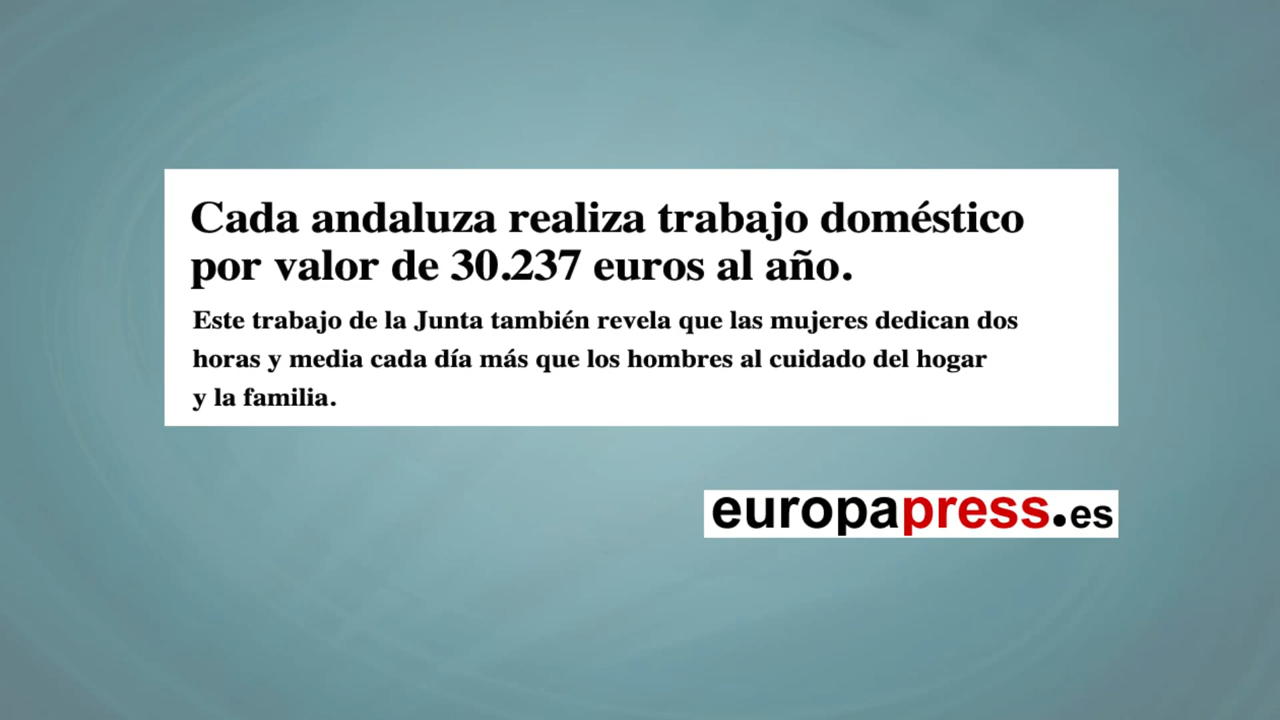 Cada andaluza realiza trabajo doméstico
por valor de 30.237 euros al año.
Este trabajo de la Junta también revela que las mujeres dedican dos
horas y media cada día más que los hombres al cuidado del hogar
y la familia.
europapress.es